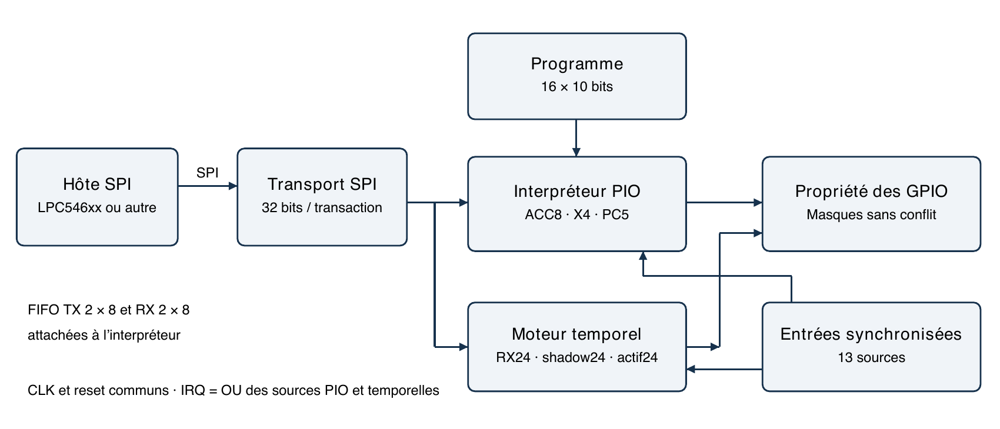 Programme
16 × 10 bits
Hôte SPI
LPC546xx ou autre
SPI
Transport SPI
32 bits / transaction
Interpréteur PIO
ACC8 · X4 · PC5
Propriété des GPIO
Masques sans conflit
FIFO TX 2 × 8 et RX 2 × 8
attachées à l’interpréteur
Moteur temporel
RX24 · shadow24 · actif24
Entrées synchronisées
13 sources
CLK et reset communs · IRQ = OU des sources PIO et temporelles